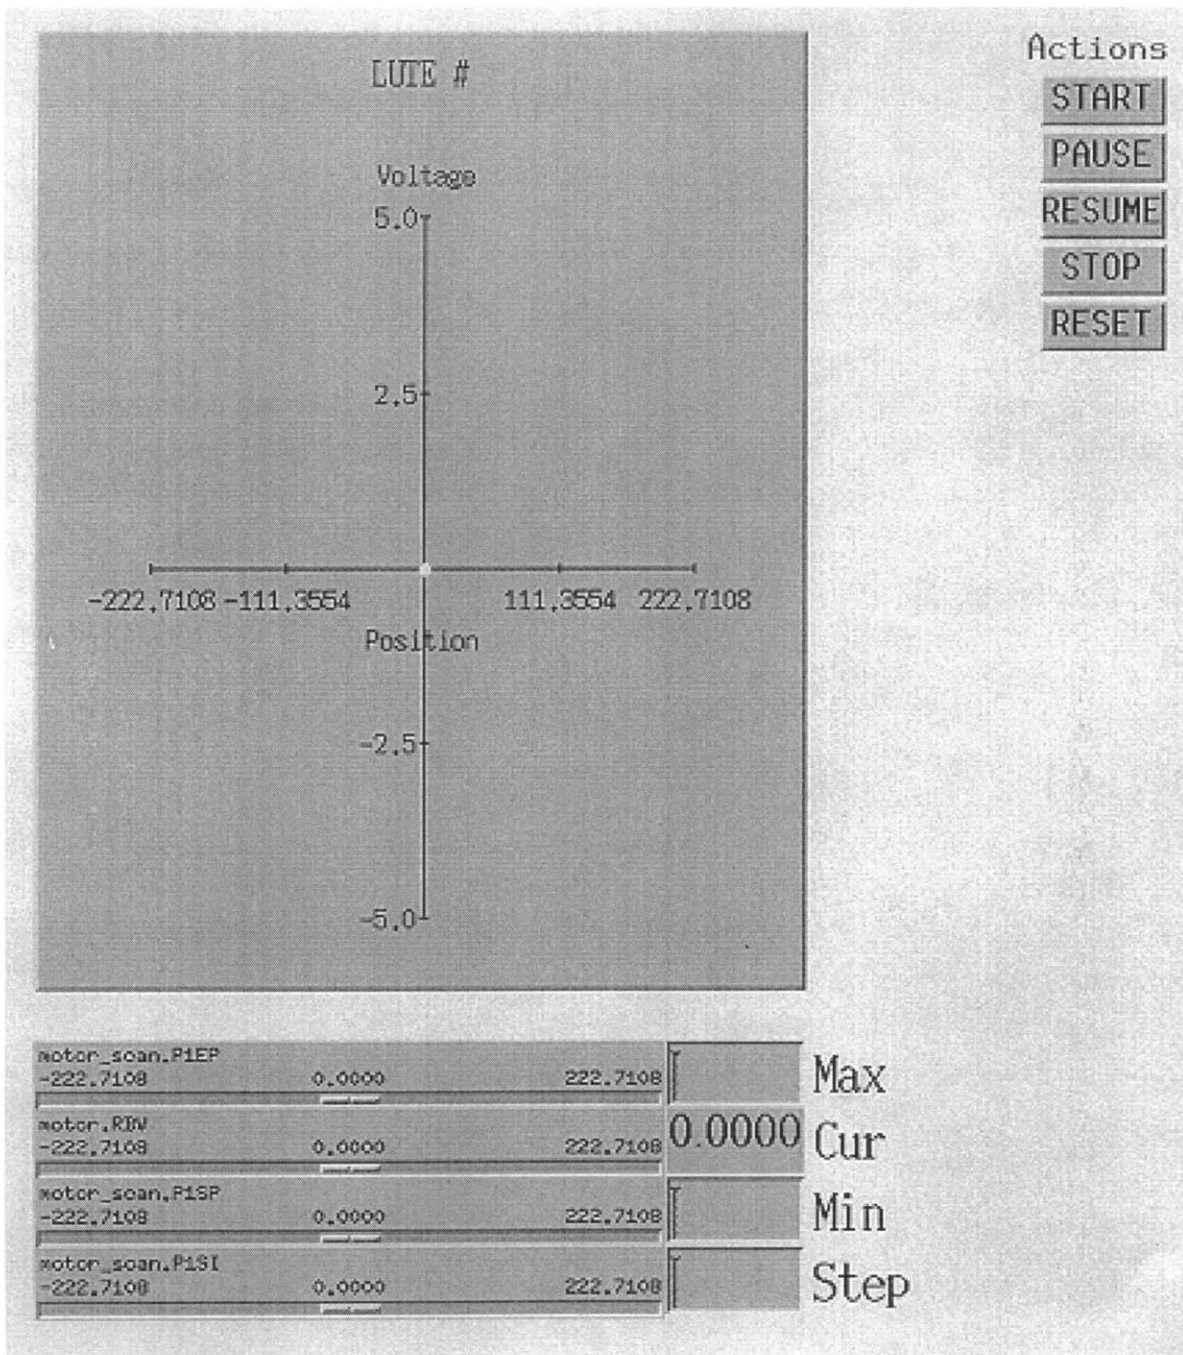 LUTE #
Voltage
5.0
2.5
-222.7108 -111.3554 111.3554 222.7108
Position
-2.5
-5.0
Actions
START
PAUSE
RESUME
STOP
RESET
motor_scan.P1EP
-222.7108 0.0000 222.7108
Max
motor.RBV
-222.7108 0.0000 222.7108
0.0000 Cur
motor_scan.P1SP
-222.7108 0.0000 222.7108
Min
motor_scan.P1SI
-222.7108 0.0000 222.7108
Step